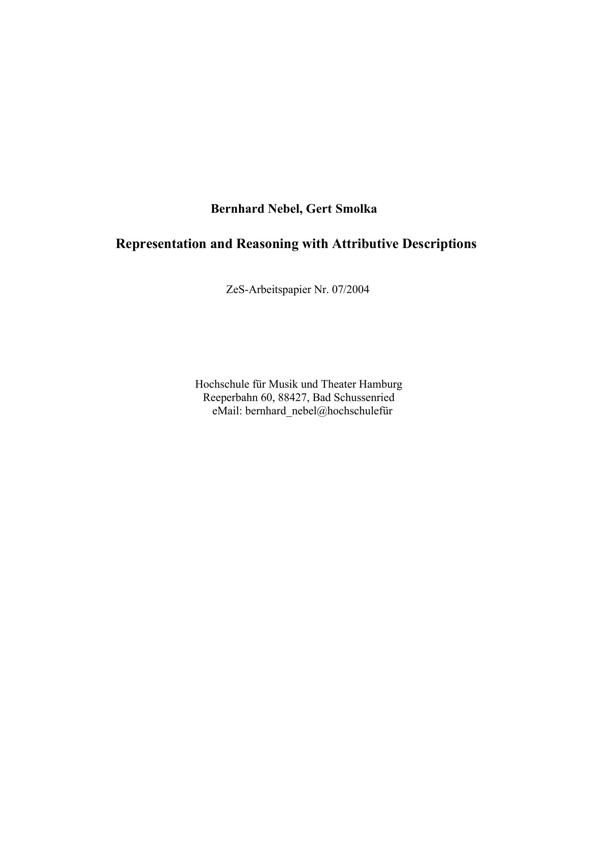 Bernhard Nebel, Gert Smolka
Representation and Reasoning with Attributive Descriptions
ZeS-Arbeitspapier Nr. 07/2004
Hochschule für Musik und Theater Hamburg
Reeperbahn 60, 88427, Bad Schussenried
eMail: bernhard_nebel@hochschulefür